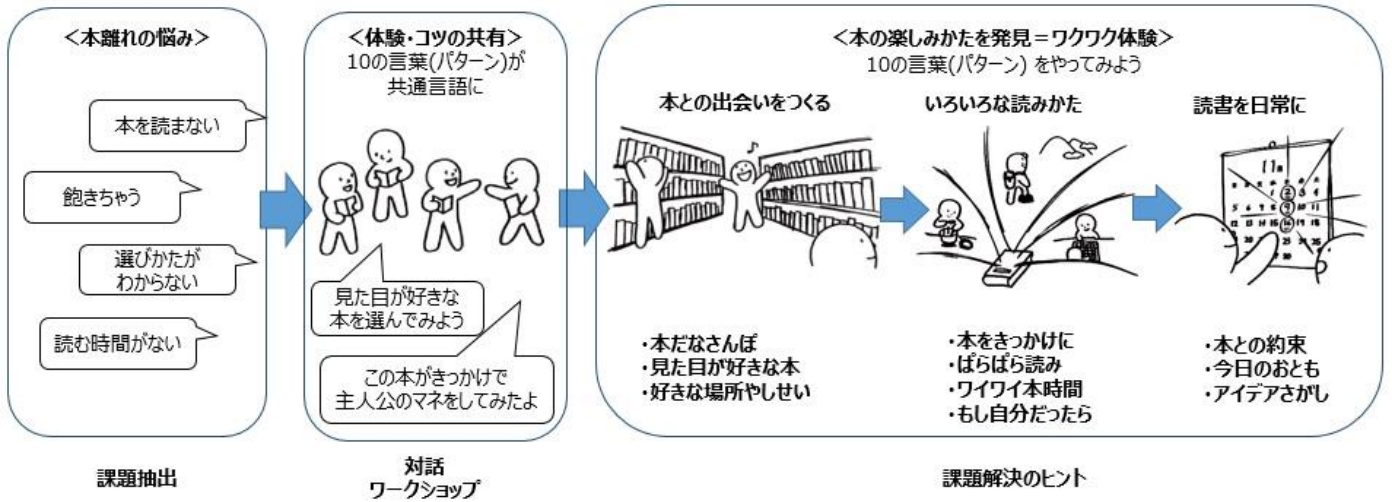 ＜本離れの悩み＞
本を読まない
飽きちゃう
選びかたが
わからない
読む時間がない
課題抽出
＜体験・コツの共有＞
10の言葉(パターン)が
共通言語に
見た目が好きな
本を選んでみよう
この本がきっかけで
主人公のマネをしてみたよ
対話
ワークショップ
＜本の楽しみかたを発見＝ワクワク体験＞
10の言葉(パターン) をやってみよう
本との出会いをつくる
・本だなさんぽ
・見た目が好きな本
・好きな場所やしせい
いろいろな読みかた
・本をきっかけに
・ぱらぱら読み
・ワイワイ本時間
・もし自分だったら
読書を日常に
11月
・本との約束
・今日のおとも
・アイデアさがし
課題解決のヒント